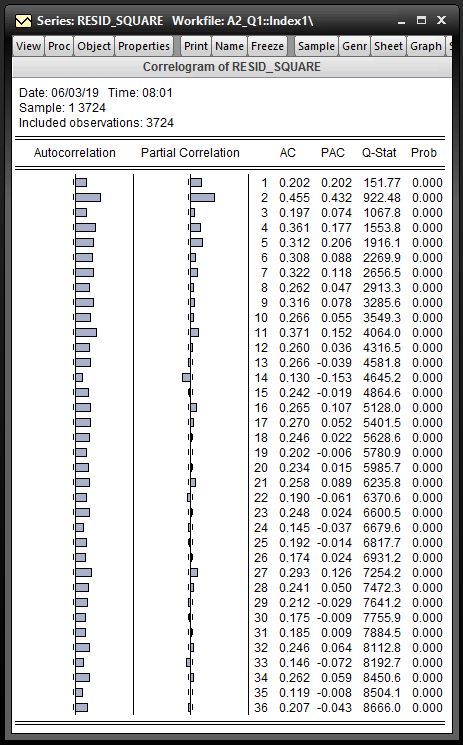 Series: RESID_SQUARE Workfile: A2_Q1::Index1\
View Proc Object Properties Print Name Freeze Sample Genr Sheet Graph
Correlogram of RESID_SQUARE
Date: 06/03/19 Time: 08:01
Sample: 1 3724
Included observations: 3724
Autocorrelation Partial Correlation AC PAC Q-Stat Prob
1 0.202 0.202 151.77 0.000
2 0.455 0.432 922.48 0.000
3 0.197 0.074 1067.8 0.000
4 0.361 0.177 1553.8 0.000
5 0.312 0.206 1916.1 0.000
6 0.308 0.088 2269.9 0.000
7 0.322 0.118 2656.5 0.000
8 0.262 0.047 2913.3 0.000
9 0.316 0.078 3285.6 0.000
10 0.266 0.055 3549.3 0.000
11 0.371 0.152 4064.0 0.000
12 0.260 0.036 4316.5 0.000
13 0.266 -0.039 4581.8 0.000
14 0.130 -0.153 4645.2 0.000
15 0.242 -0.019 4864.6 0.000
16 0.265 0.107 5128.0 0.000
17 0.270 0.052 5401.5 0.000
18 0.246 0.022 5628.6 0.000
19 0.202 -0.006 5780.9 0.000
20 0.234 0.015 5985.7 0.000
21 0.258 0.089 6235.8 0.000
22 0.190 -0.061 6370.6 0.000
23 0.248 0.024 6600.5 0.000
24 0.145 -0.037 6679.6 0.000
25 0.192 -0.014 6817.7 0.000
26 0.174 0.024 6931.2 0.000
27 0.293 0.126 7254.2 0.000
28 0.241 0.050 7472.3 0.000
29 0.212 -0.029 7641.2 0.000
30 0.175 -0.009 7755.9 0.000
31 0.185 0.009 7884.5 0.000
32 0.246 0.064 8112.8 0.000
33 0.146 -0.072 8192.7 0.000
34 0.262 0.059 8450.6 0.000
35 0.119 -0.008 8504.1 0.000
36 0.207 -0.043 8666.0 0.000